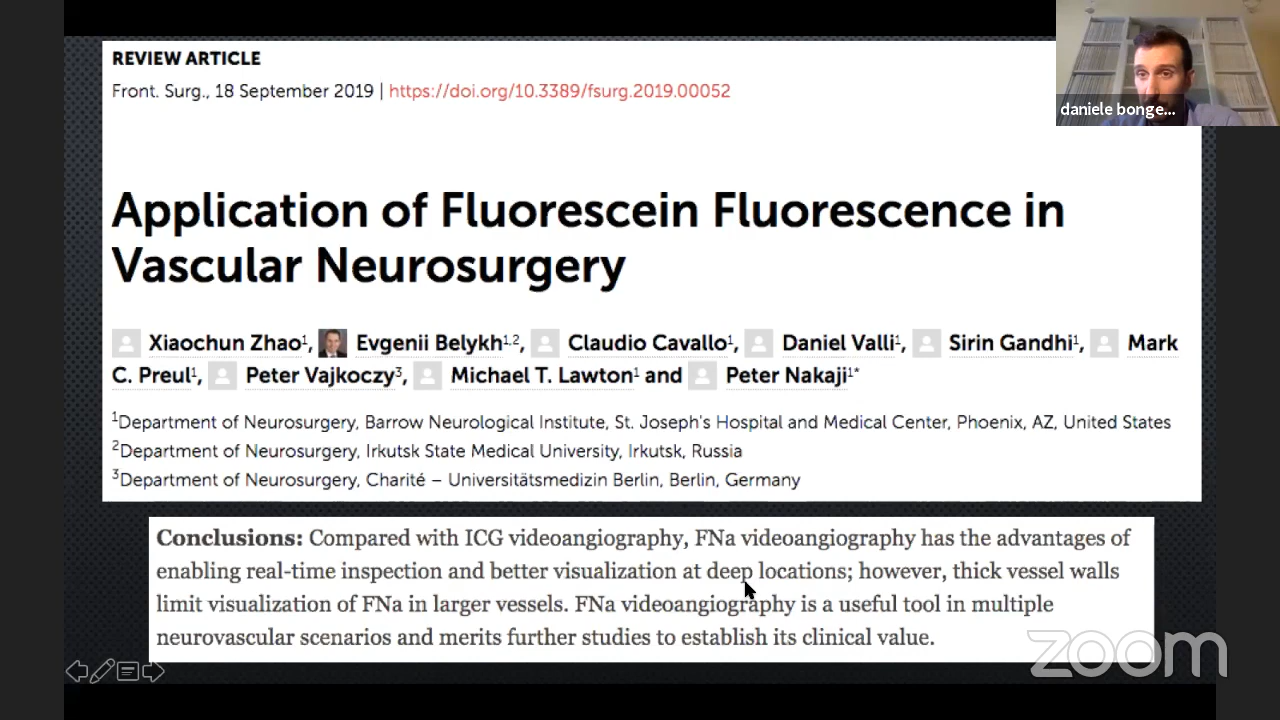 REVIEW ARTICLE
Front. Surg., 18 September 2019 | https://doi.org/10.3389/fsurg.2019.00052
daniele bonge...
Application of Fluorescein Fluorescence in
Vascular Neurosurgery
Xiaochun Zhao1, Evgenii Belykh1,2, Claudio Cavallo1, Daniel Valli1, Sirin Gandhi1, Mark
C. Preul1, Peter Vajkoczy3, Michael T. Lawton1 and Peter Nakaji1*
1Department of Neurosurgery, Barrow Neurological Institute, St. Joseph's Hospital and Medical Center, Phoenix, AZ, United States
2Department of Neurosurgery, Irkutsk State Medical University, Irkutsk, Russia
3Department of Neurosurgery, Charité – Universitätsmedizin Berlin, Berlin, Germany
Conclusions: Compared with ICG videoangiography, FNa videoangiography has the advantages of
enabling real-time inspection and better visualization at deep locations; however, thick vessel walls
limit visualization of FNa in larger vessels. FNa videoangiography is a useful tool in multiple
neurovascular scenarios and merits further studies to establish its clinical value.
zoom